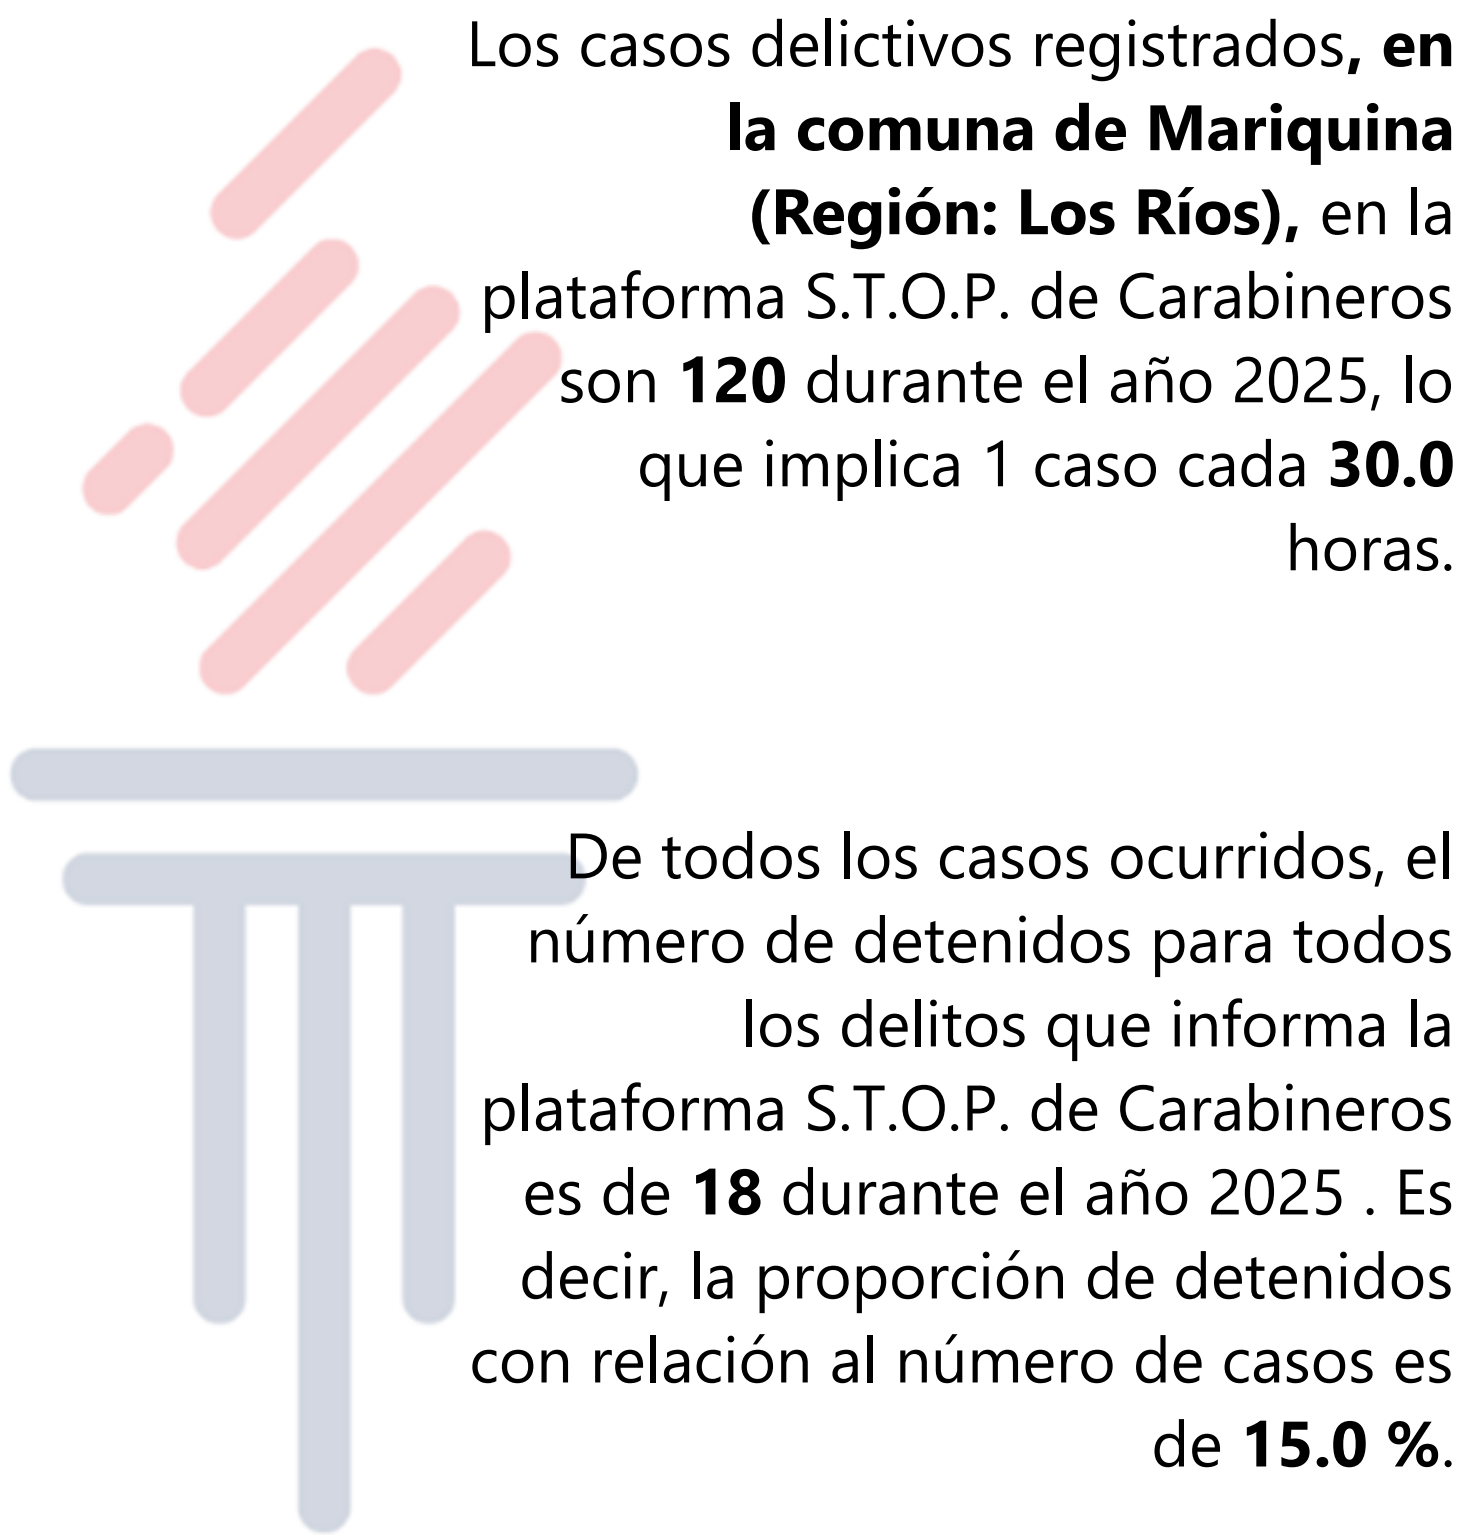 Los casos delictivos registrados, en
la comuna de Mariquina
(Región: Los Ríos), en la
plataforma S.T.O.P. de Carabineros
son 120 durante el año 2025, lo
que implica 1 caso cada 30.0
horas.
De todos los casos ocurridos, el
número de detenidos para todos
los delitos que informa la
plataforma S.T.O.P. de Carabineros
es de 18 durante el año 2025 . Es
decir, la proporción de detenidos
con relación al número de casos es
de 15.0 %.